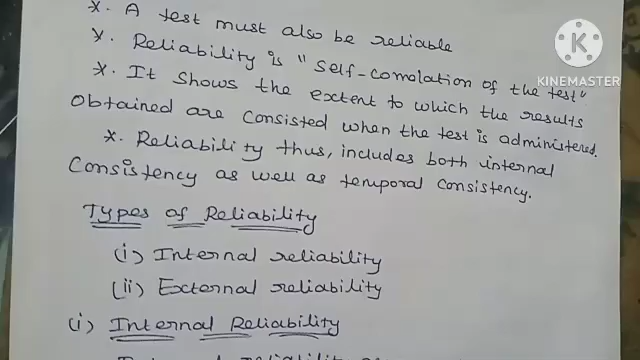 *. A test must also be reliable
*. Reliability is "Self-comolation of the test"
*. It shows the extent to which the results
Obtained are consisted when the test is administered.
*. Reliability thus, includes both internal
Consistency as well as temporal consistency.
Types of Reliability
(i) Internal reliability
(ii) External reliability
(i) Internal Reliability
KINEMASTER